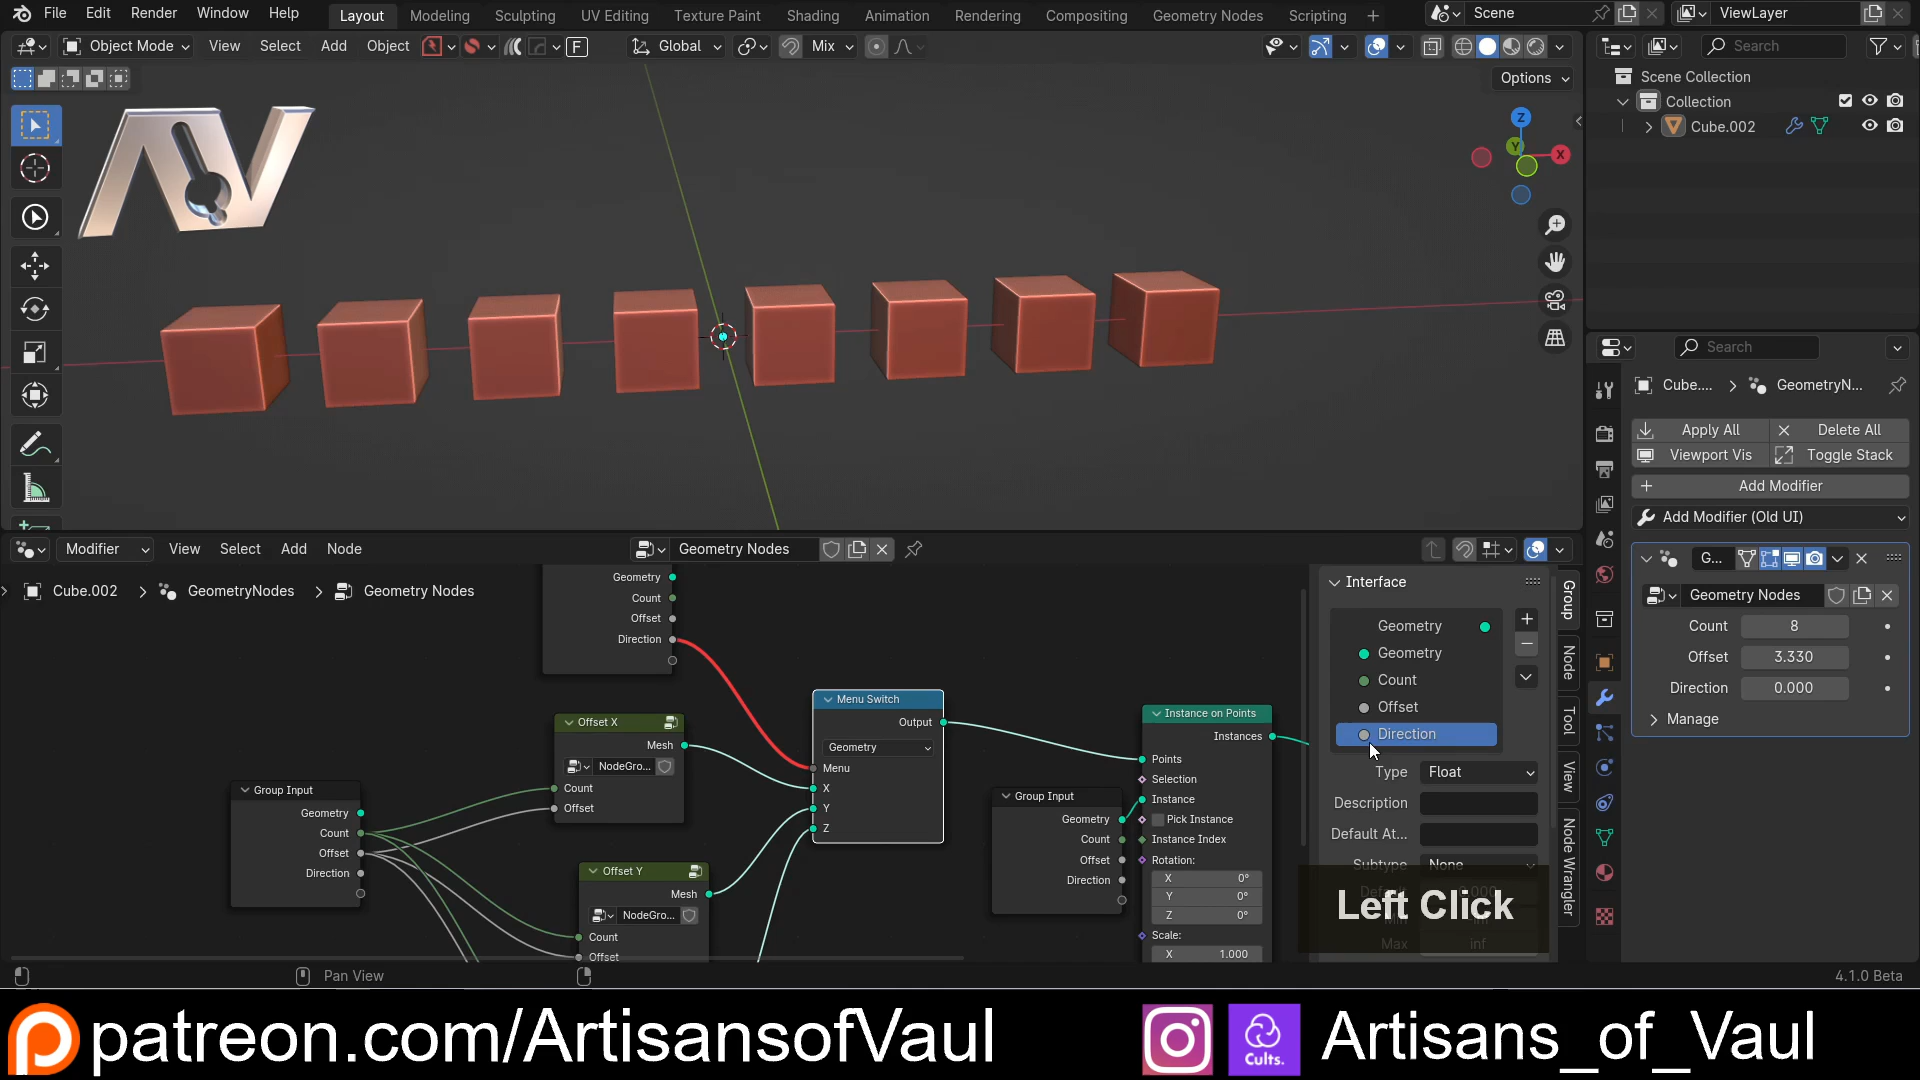 File Edit Render Window Help Layout Modeling Sculpting UV Editing Texture Paint Shading Animation Rendering Compositing Geometry Nodes Scripting + Scene ViewLayer
Object Mode View Select Add Object F Global Mix Search
Options
Scene Collection
Collection
Cube.002
Z
Y
X
Search
Cube.... > GeometryN...
Apply All Delete All
Viewport Vis Toggle Stack
Add Modifier
Add Modifier (Old UI)
G...
Geometry Nodes
Count 8
Offset 3.330
Direction 0.000
Manage
Modifier View Select Add Node Geometry Nodes
Cube.002 > GeometryNodes > Geometry Nodes
Geometry
Count
Offset
Direction
Offset X
Mesh
NodeGro...
Count
Offset
Group Input
Geometry
Count
Offset
Direction
Offset Y
Mesh
NodeGro...
Count
Offset
Menu Switch
Output
Geometry
Menu
X
Y
Z
Group Input
Geometry
Count
Offset
Direction
Instance on Points
Instances
Points
Selection
Instance
Pick Instance
Instance Index
Rotation:
X 0°
Y 0°
Z 0°
Scale:
X 1.000
Interface
Geometry
Geometry
Count
Offset
Direction
Type Float
Description
Default At...
Subtype None
Max inf
Left Click
Group
Node
Tool
View
Node Wrangler
Pan View
4.1.0 Beta
patreon.com/ArtisansofVaul
Cults.
Artisans_of_Vaul